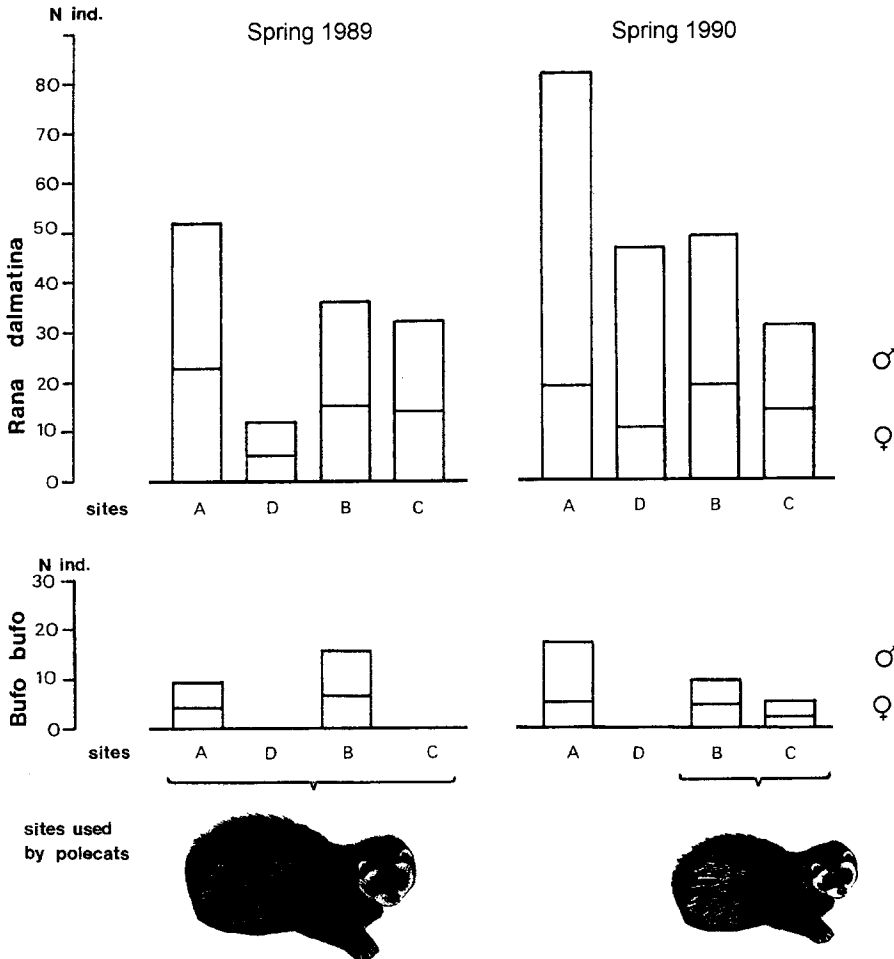 N ind.
Spring 1989
Spring 1990
80
70
60
50
40
30
20
10
0
Rana dalmatina
♂
♀
sites A D B C A D B C
N ind.
30
20
10
0
Bufo bufo
♂
♀
sites A D B C A D B C
sites used
by polecats